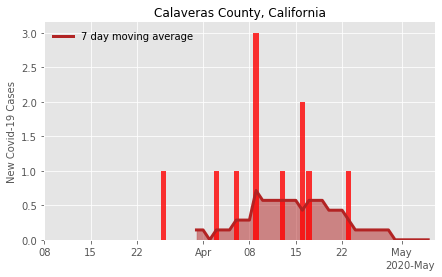 Calaveras County, California
7 day moving average
New Covid-19 Cases
3.0
2.5
2.0
1.5
1.0
0.5
0.0
08 15 22 Apr 08 15 22 May
2020-May